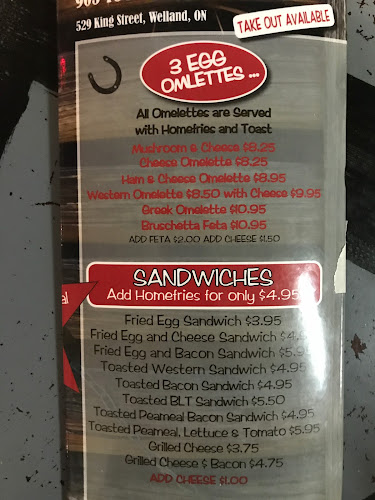 529 King Street, Welland, ON
TAKE OUT AVAILABLE
3 EGG
OMLETTES ...
All Omelettes are Served
with Homefries and Toast
Mushroom & Cheese $8.25
Cheese Omelette $8.25
Ham & Cheese Omelette $8.95
Western Omelette $8.50 with Cheese $9.95
Greek Omelette $10.95
Bruschetta Feta $10.95
ADD FETA $2.00 ADD CHEESE $1.50
SANDWICHES
Add Homefries for only $4.95
Fried Egg Sandwich $3.95
Fried Egg and Cheese Sandwich
Fried Egg and Bacon Sandwich
Toasted Western Sandwich $4.95
Toasted Bacon Sandwich $4.95
Toasted BLT Sandwich $5.50
Toasted Peameal Bacon Sandwich $4.95
Toasted Peameal, Lettuce & Tomato $5.95
Grilled Cheese $3.75
Grilled Cheese & Bacon $4.75
ADD CHEESE $1.00